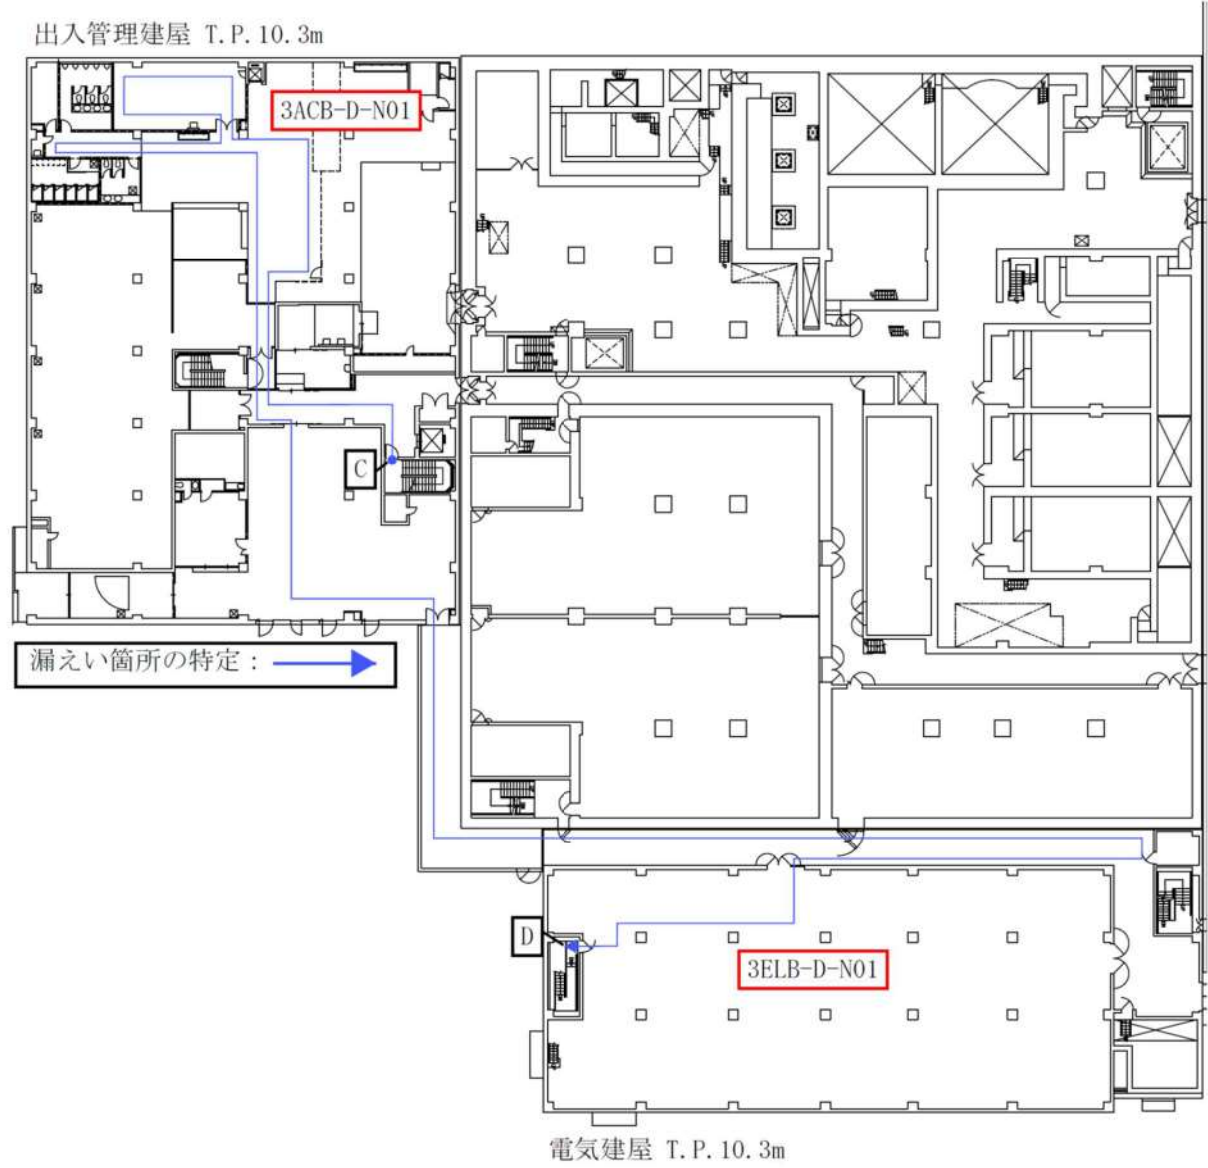 出入管理建屋 T.P.10.3m
3ACB-D-N01
C
漏えい箇所の特定:
D
3ELB-D-N01
電気建屋 T.P.10.3m